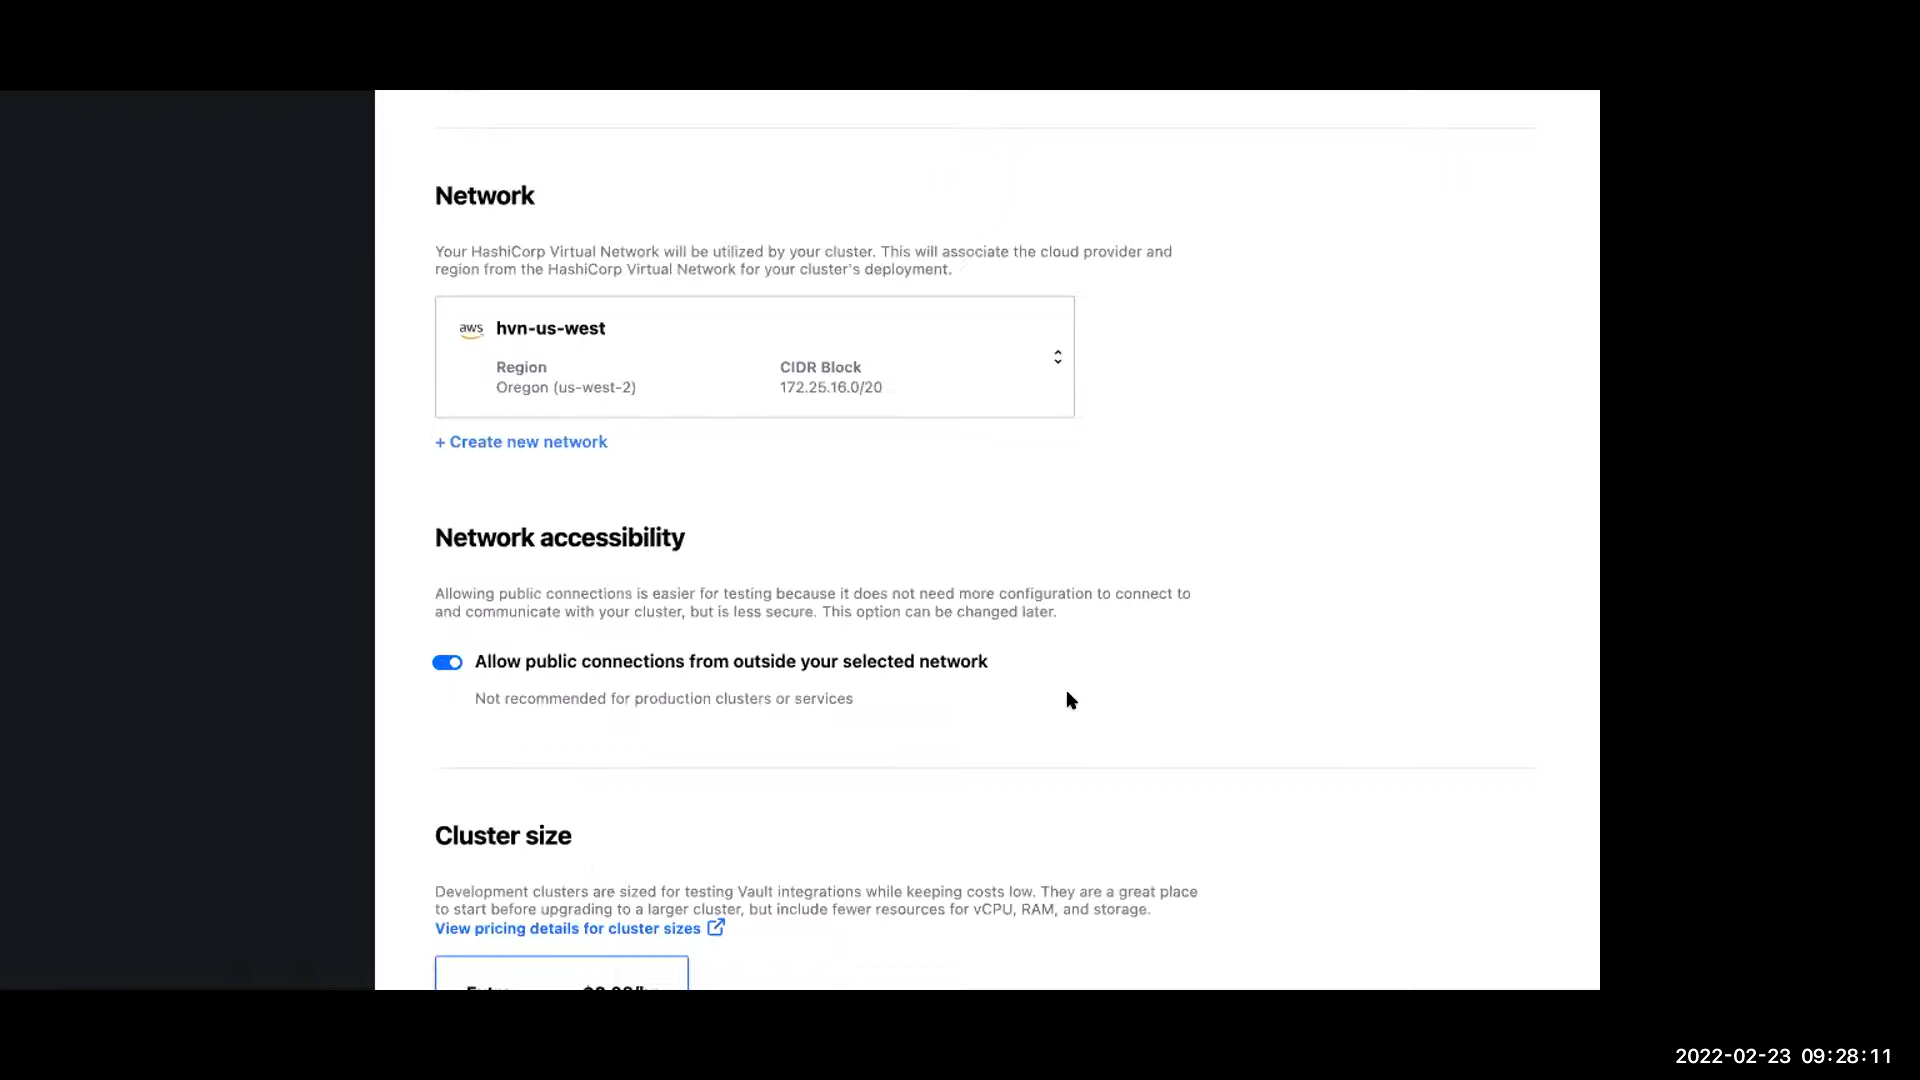 Network
Your HashiCorp Virtual Network will be utilized by your cluster. This will associate the cloud provider and
region from the HashiCorp Virtual Network for your cluster's deployment.
aws hvn-us-west
Region CIDR Block
Oregon (us-west-2) 172.25.16.0/20
+ Create new network
Network accessibility
Allowing public connections is easier for testing because it does not need more configuration to connect to
and communicate with your cluster, but is less secure. This option can be changed later.
Allow public connections from outside your selected network
Not recommended for production clusters or services
Cluster size
Development clusters are sized for testing Vault integrations while keeping costs low. They are a great place
to start before upgrading to a larger cluster, but include fewer resources for vCPU, RAM, and storage.
View pricing details for cluster sizes
2022-02-23 09:28:11